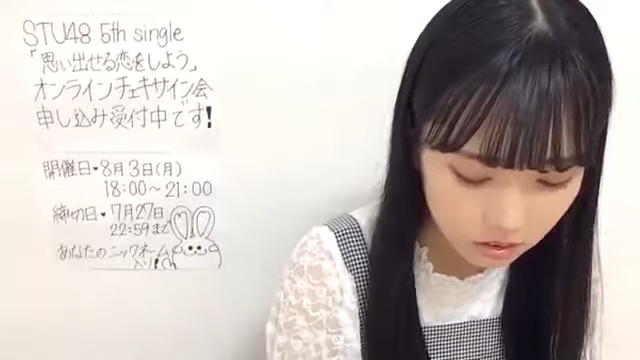 STU48 5th single
「思い出せる恋をしよう」
オンラインチェキサイン会
申し込み受付中です!
開催日・8月3日(月)
18:00～21:00
締切日・7月27日
22:59まで
あなたのニックネーム
入り!